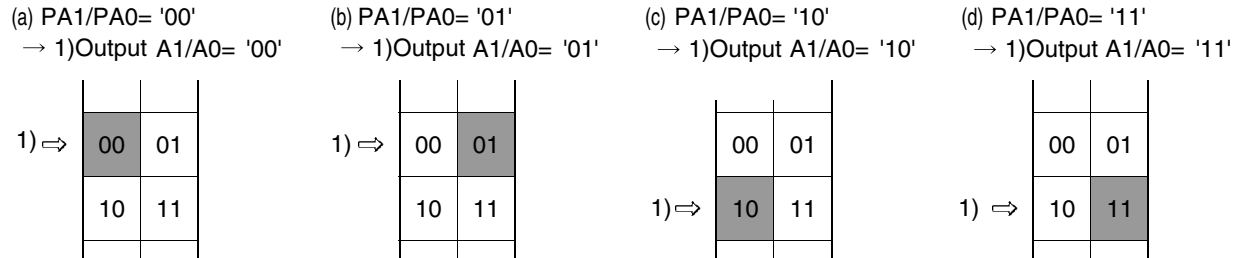 (a) PA1/PA0= '00'
→ 1)Output A1/A0= '00'
1)⇨ 00 01
10 11
(b) PA1/PA0= '01'
→ 1)Output A1/A0= '01'
1)⇨ 00 01
10 11
(c) PA1/PA0= '10'
→ 1)Output A1/A0= '10'
00 01
1)⇨ 10 11
(d) PA1/PA0= '11'
→ 1)Output A1/A0= '11'
00 01
1) ⇨ 10 11